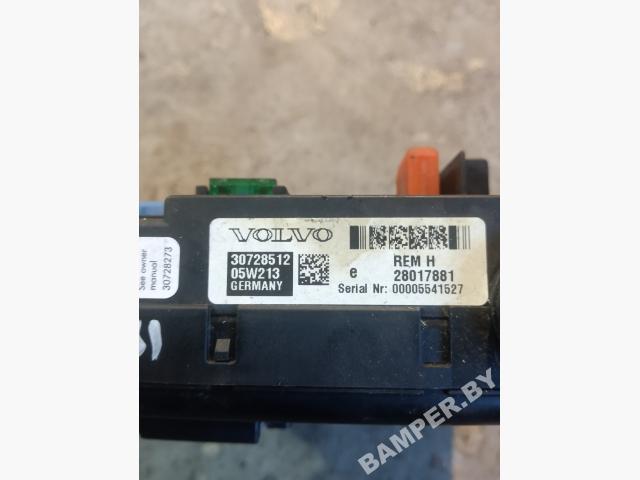 VOLVO
30728512
05W213
GERMANY
e
REM H
28017881
Serial Nr: 00005541527
See owner
manual
30728273
BAMPER.BY